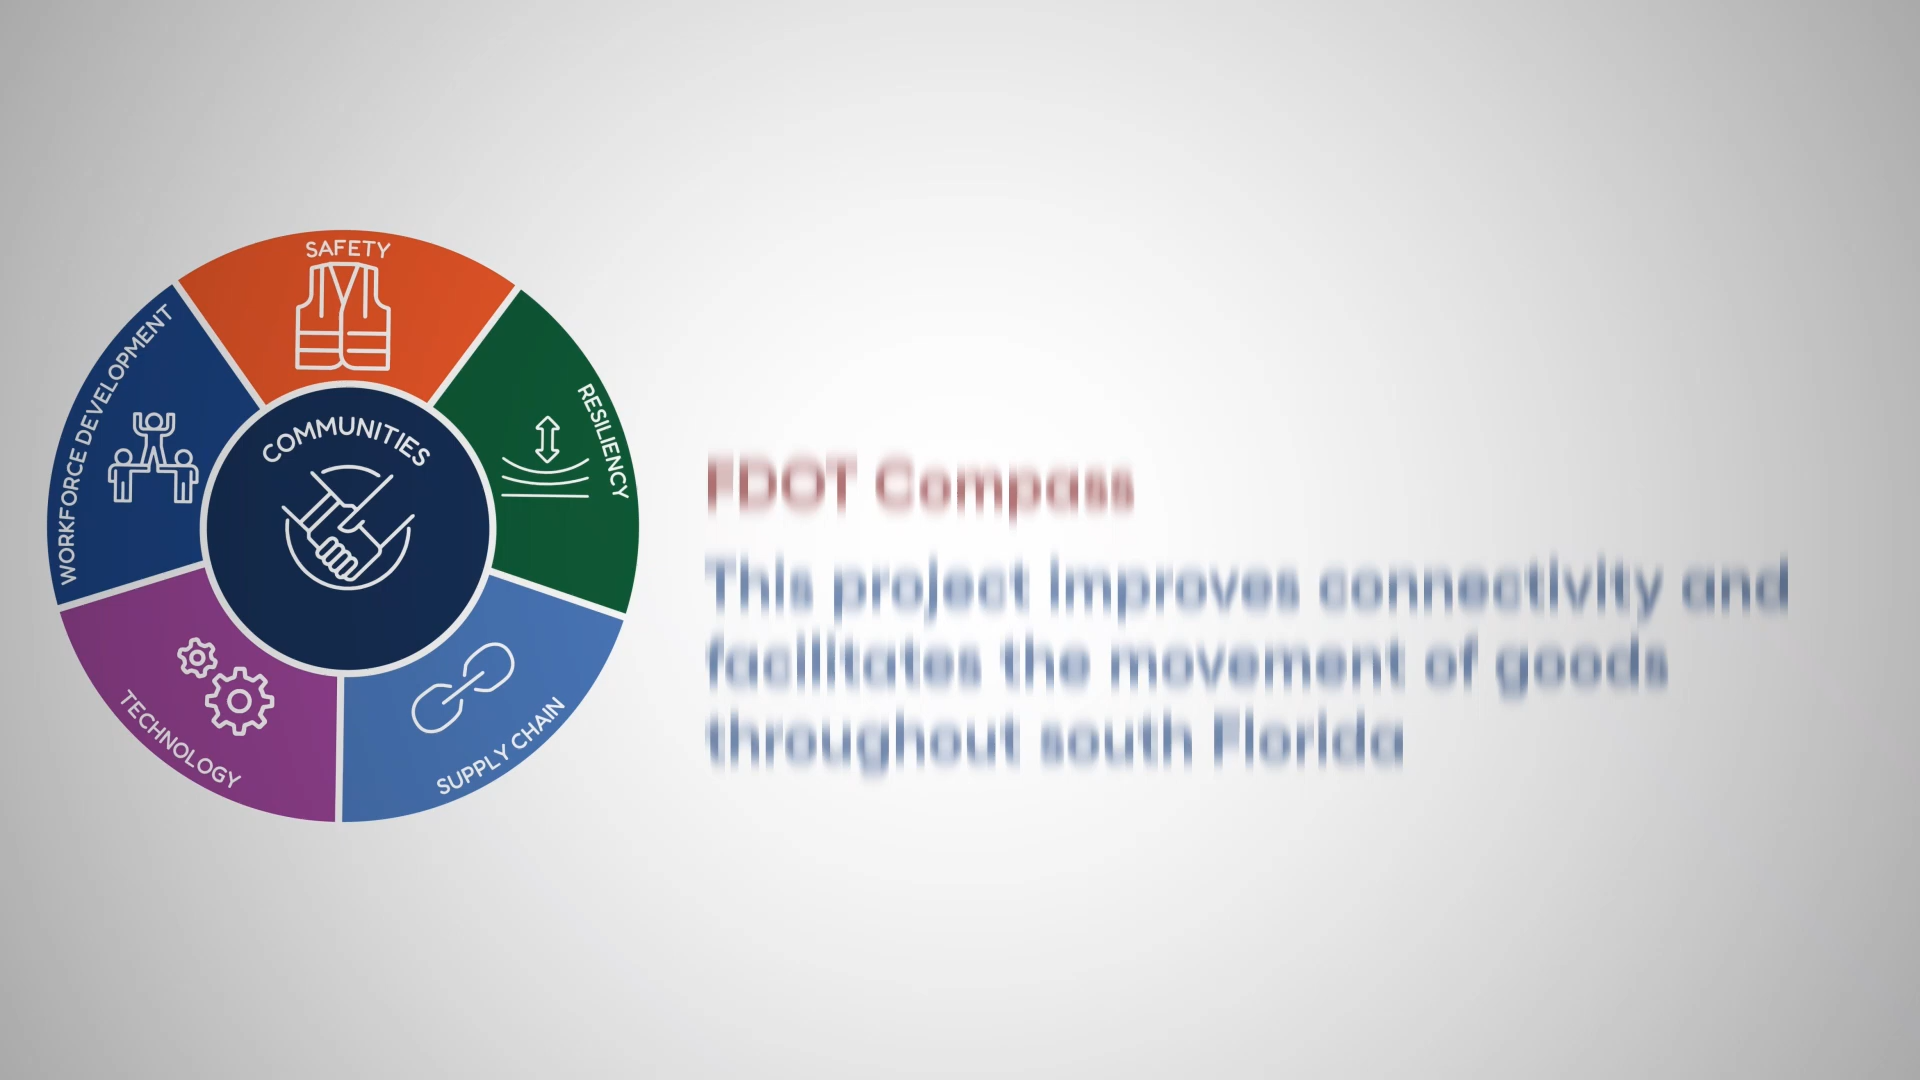 SAFETY
RESILIENCY
WORKFORCE DEVELOPMENT
COMMUNITIES
TECHNOLOGY
SUPPLY CHAIN
FDOT Compass
This project improves connectivity and
facilitates the movement of goods
throughout south Florida